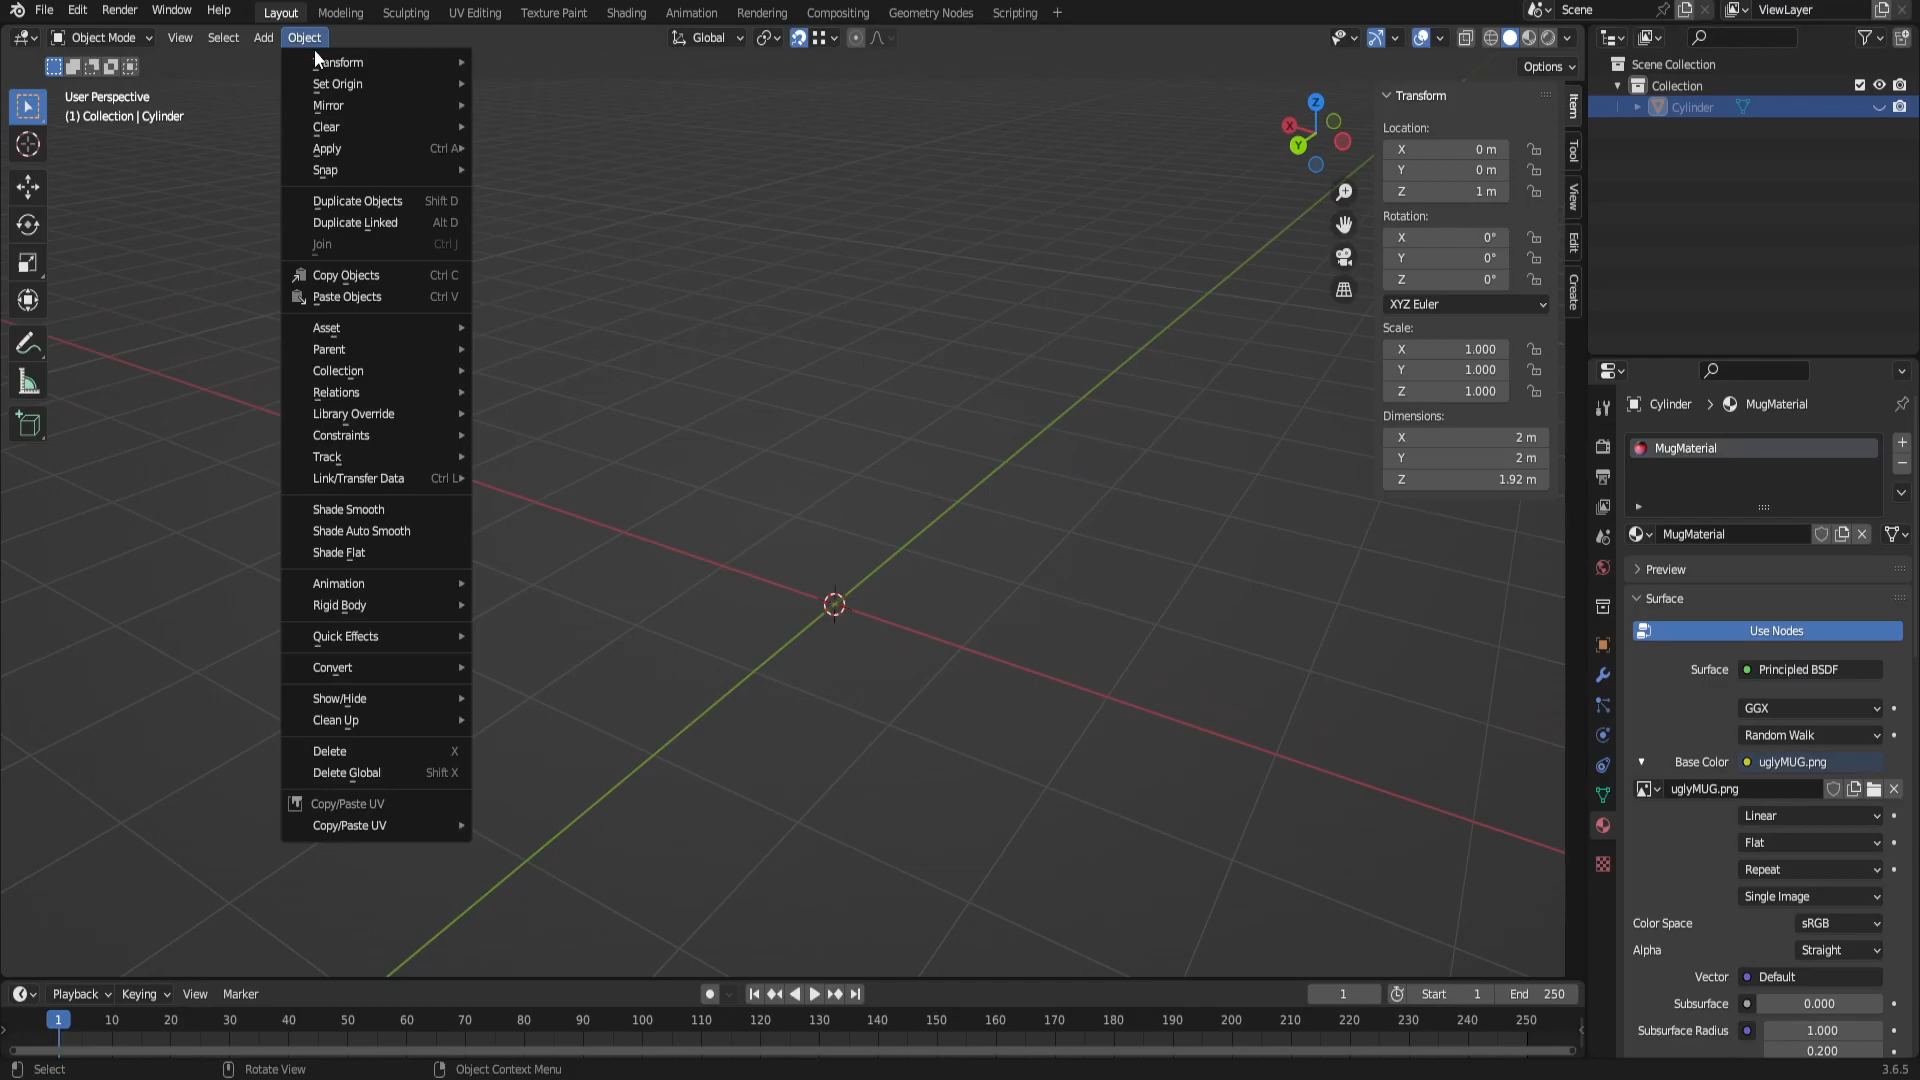 File Edit Render Window Help Layout Modeling Sculpting UV Editing Texture Paint Shading Animation Rendering Compositing Geometry Nodes Scripting + Scene ViewLayer
Object Mode View Select Add Object Global
Options
User Perspective
(1) Collection | Cylinder
Set Origin
Mirror
Clear
Apply Ctrl A
Snap
Duplicate Objects Shift D
Duplicate Linked Alt D
Join Ctrl J
Copy Objects Ctrl C
Paste Objects Ctrl V
Asset
Parent
Collection
Relations
Library Override
Constraints
Track
Link/Transfer Data Ctrl L
Shade Smooth
Shade Auto Smooth
Shade Flat
Animation
Rigid Body
Quick Effects
Convert
Show/Hide
Clean Up
Delete X
Delete Global Shift X
Copy/Paste UV
Copy/Paste UV
Z
X
Y
Transform
Location:
X 0 m
Y 0 m
Z 1 m
Rotation:
X 0°
Y 0°
Z 0°
XYZ Euler
Scale:
X 1.000
Y 1.000
Z 1.000
Dimensions:
X 2 m
Y 2 m
Z 1.92 m
Item
Tool
View
Edit
Create
Scene Collection
Collection
Cylinder
Cylinder > MugMaterial
MugMaterial
MugMaterial
Preview
Surface
Use Nodes
Surface Principled BSDF
GGX
Random Walk
Base Color uglyMUG.png
uglyMUG.png
Linear
Flat
Repeat
Single Image
Color Space sRGB
Alpha Straight
Vector Default
Subsurface 0.000
Subsurface Radius 1.000
0.200
Playback Keying View Marker 1 Start 1 End 250
1 10 20 30 40 50 60 70 80 90 100 110 120 130 140 150 160 170 180 190 200 210 220 230 240 250
Select Rotate View Object Context Menu 3.6.5